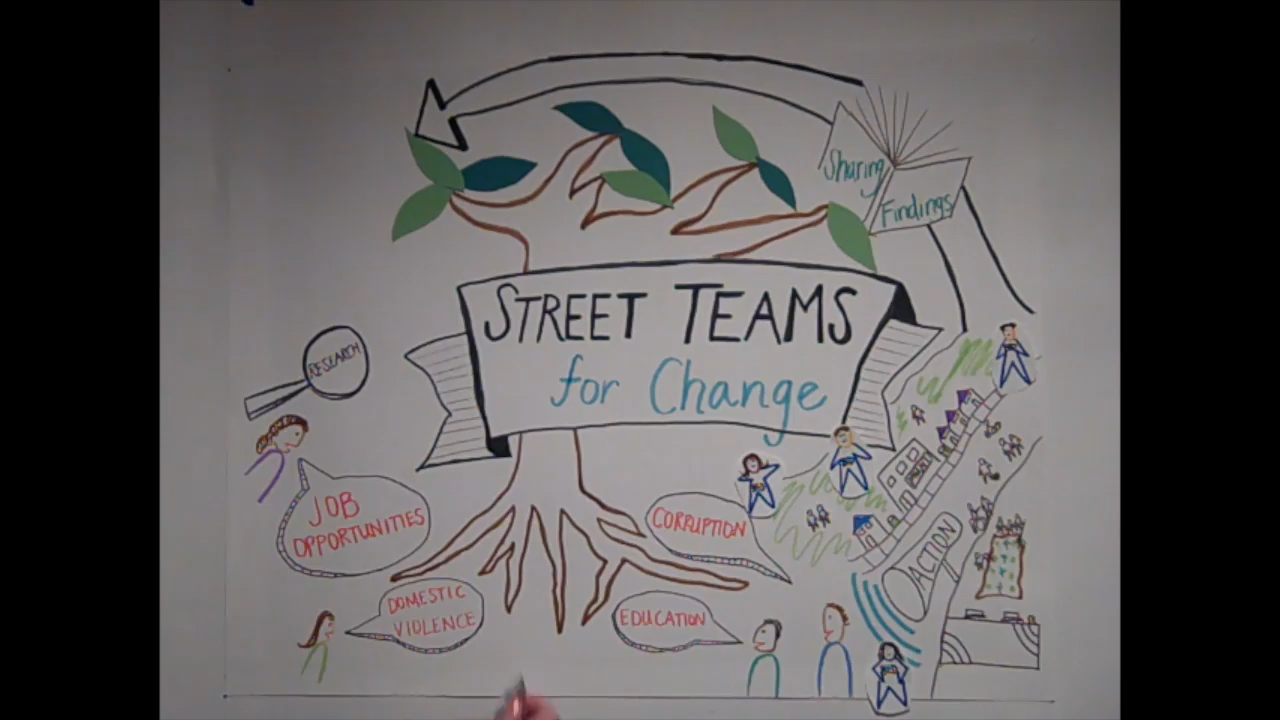 Sharing
Findings
STREET TEAMS
for Change
RESEARCH
JOB
OPPORTUNITIES
CORRUPTION
DOMESTIC
VIOLENCE
EDUCATION
ACTION